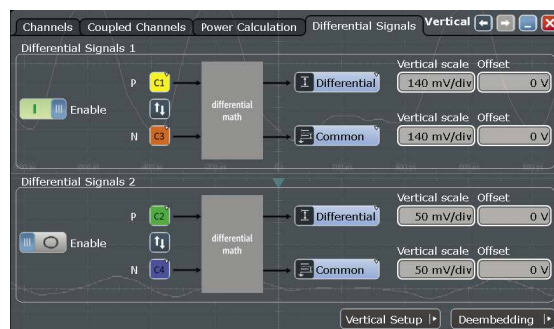 Channels Coupled Channels Power Calculation Differential Signals Vertical
Differential Signals 1
Vertical scale Offset
P C1 Differential 140 mV/div 0 V
Enable
differential
math
Vertical scale Offset
N C3 Common 140 mV/div 0 V
Differential Signals 2
Vertical scale Offset
P C2 Differential 50 mV/div 0 V
Enable
differential
math
Vertical scale Offset
N C4 Common 50 mV/div 0 V
Vertical Setup Deembedding